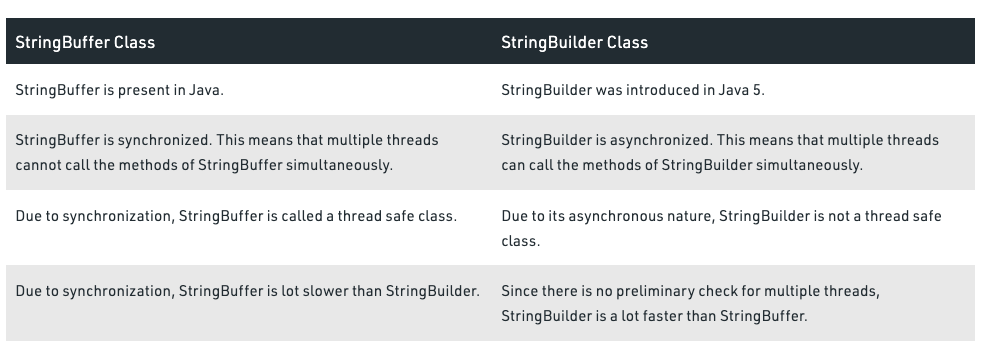 StringBuffer Class
StringBuilder Class
StringBuffer is present in Java.
StringBuilder was introduced in Java 5.
StringBuffer is synchronized. This means that multiple threads
cannot call the methods of StringBuffer simultaneously.
StringBuilder is asynchronized. This means that multiple threads
can call the methods of StringBuilder simultaneously.
Due to synchronization, StringBuffer is called a thread safe class.
Due to its asynchronous nature, StringBuilder is not a thread safe
class.
Due to synchronization, StringBuffer is lot slower than StringBuilder.
Since there is no preliminary check for multiple threads,
StringBuilder is a lot faster than StringBuffer.